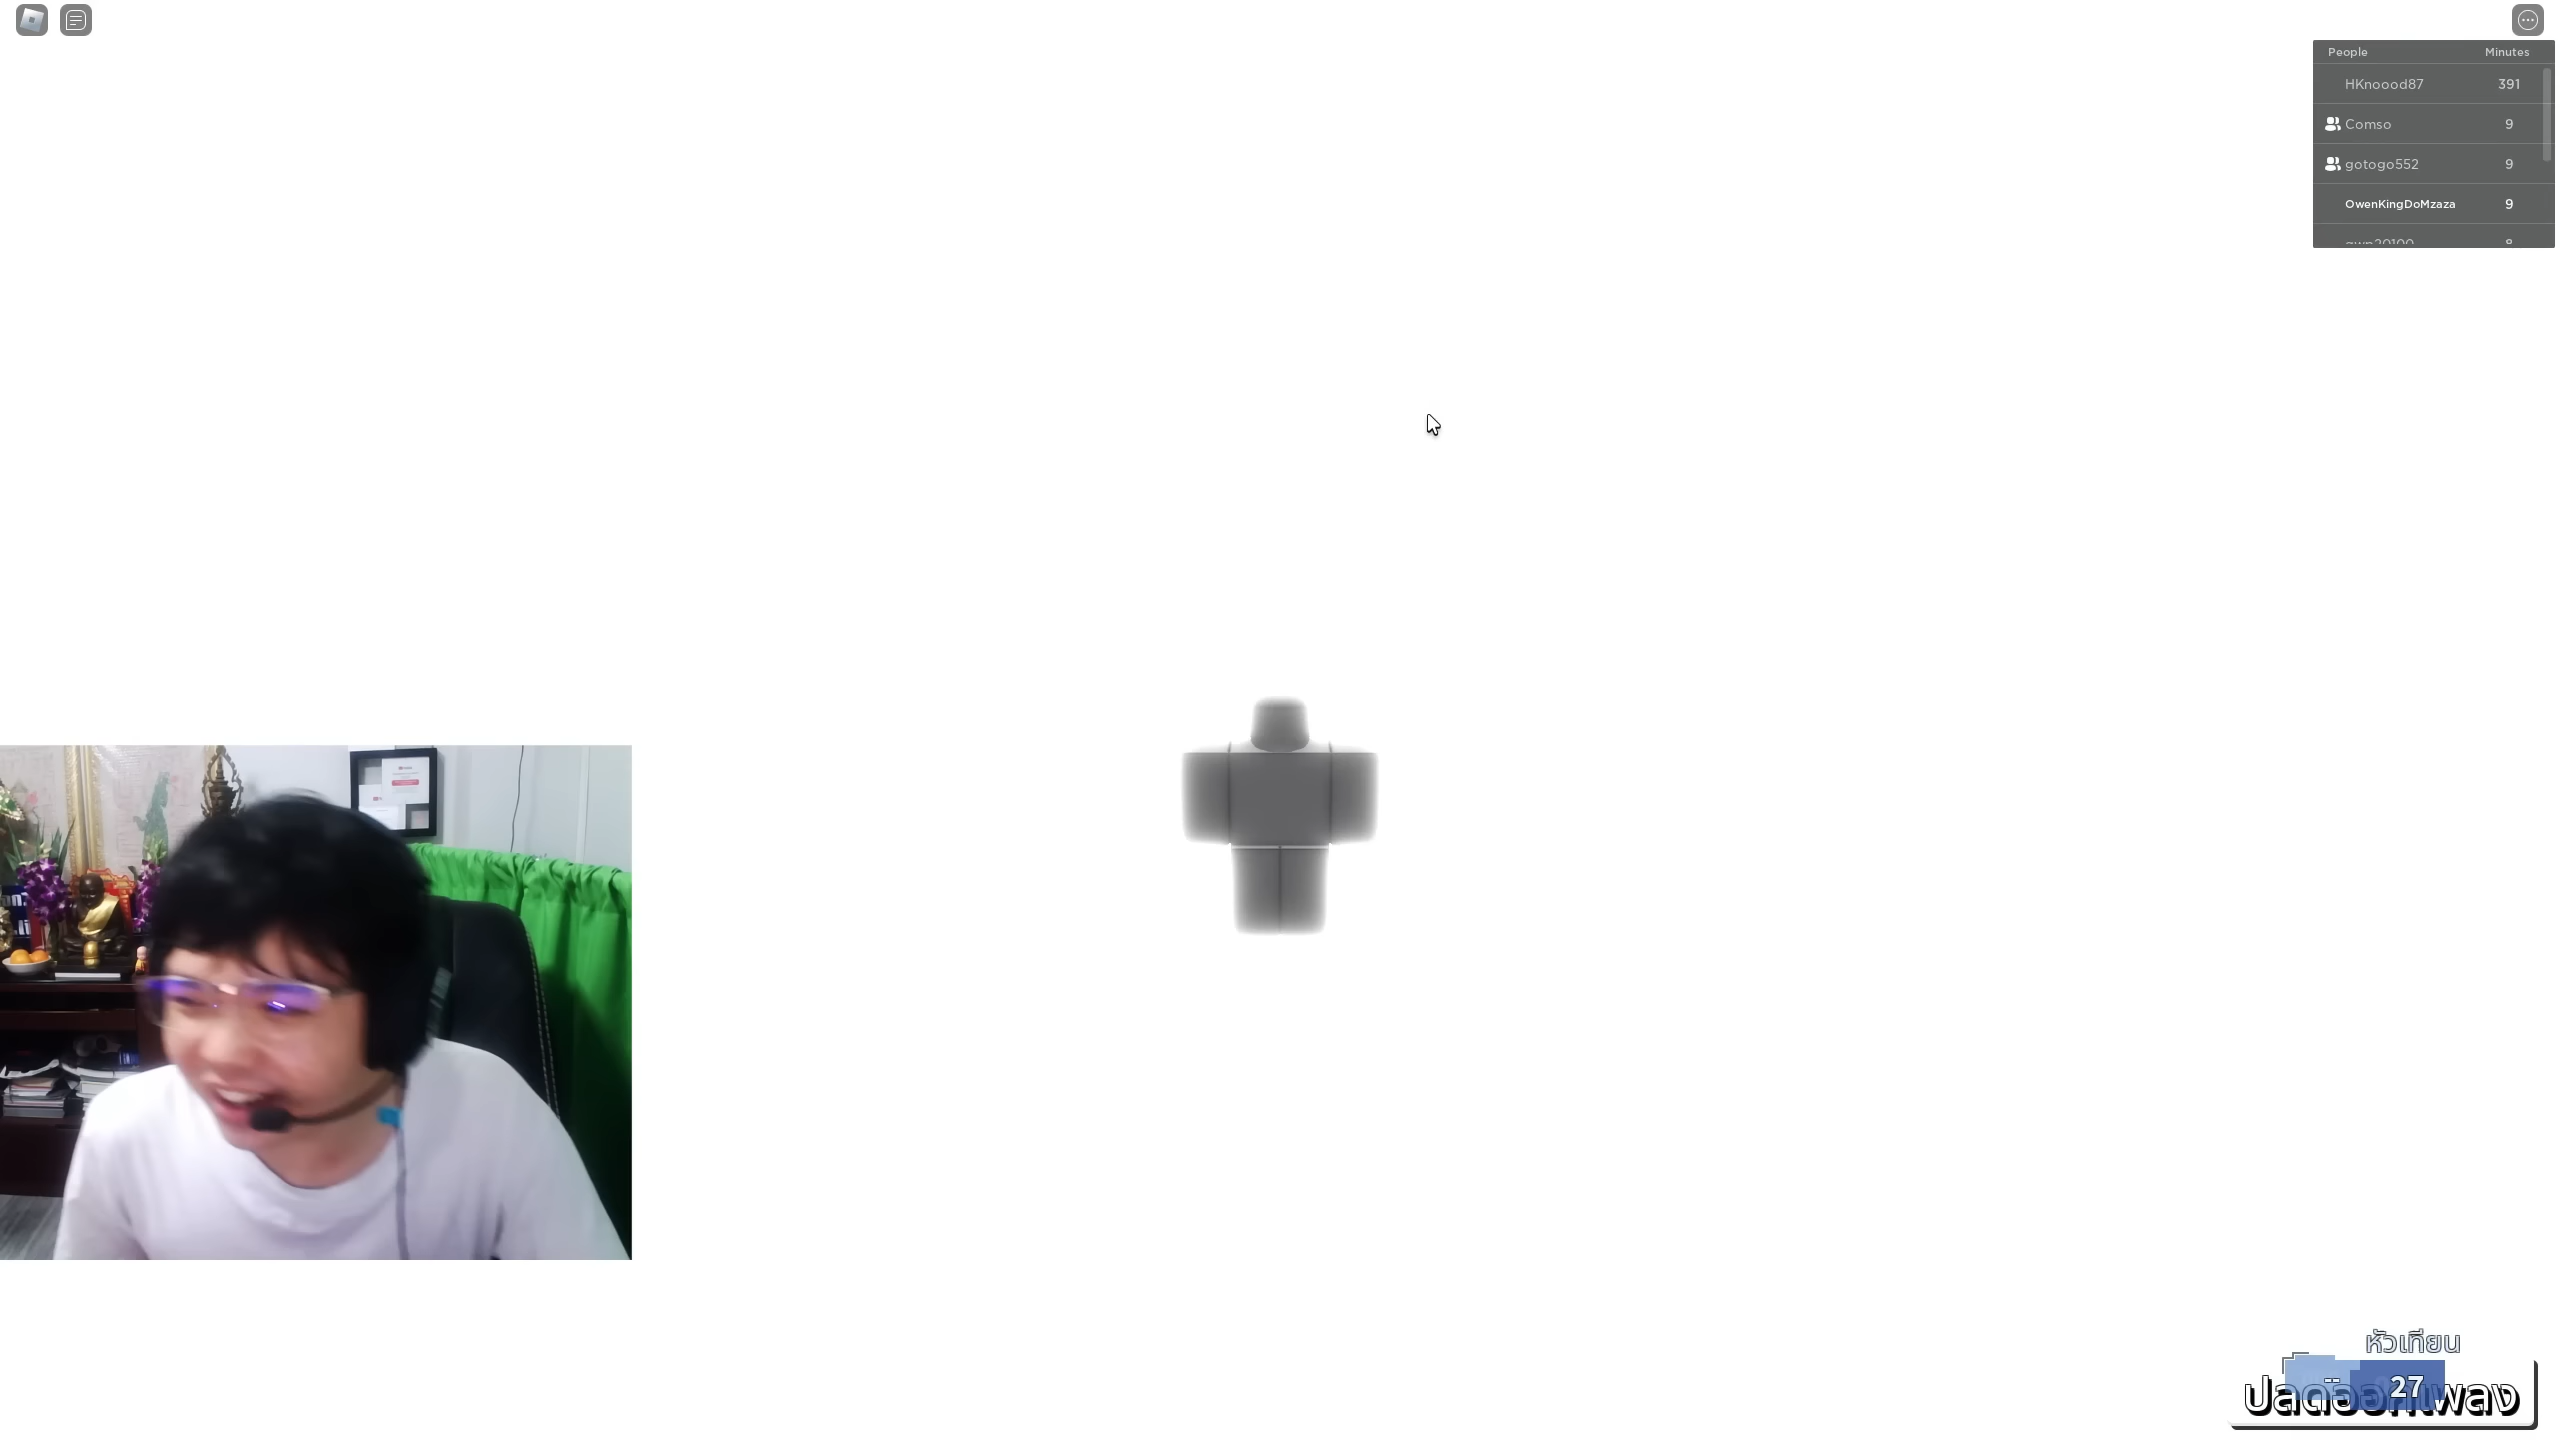 People Minutes
HKnoood87 391
Comso 9
gotogo552 9
OwenKingDoMzaza 9
หัวเทียน
-- 27